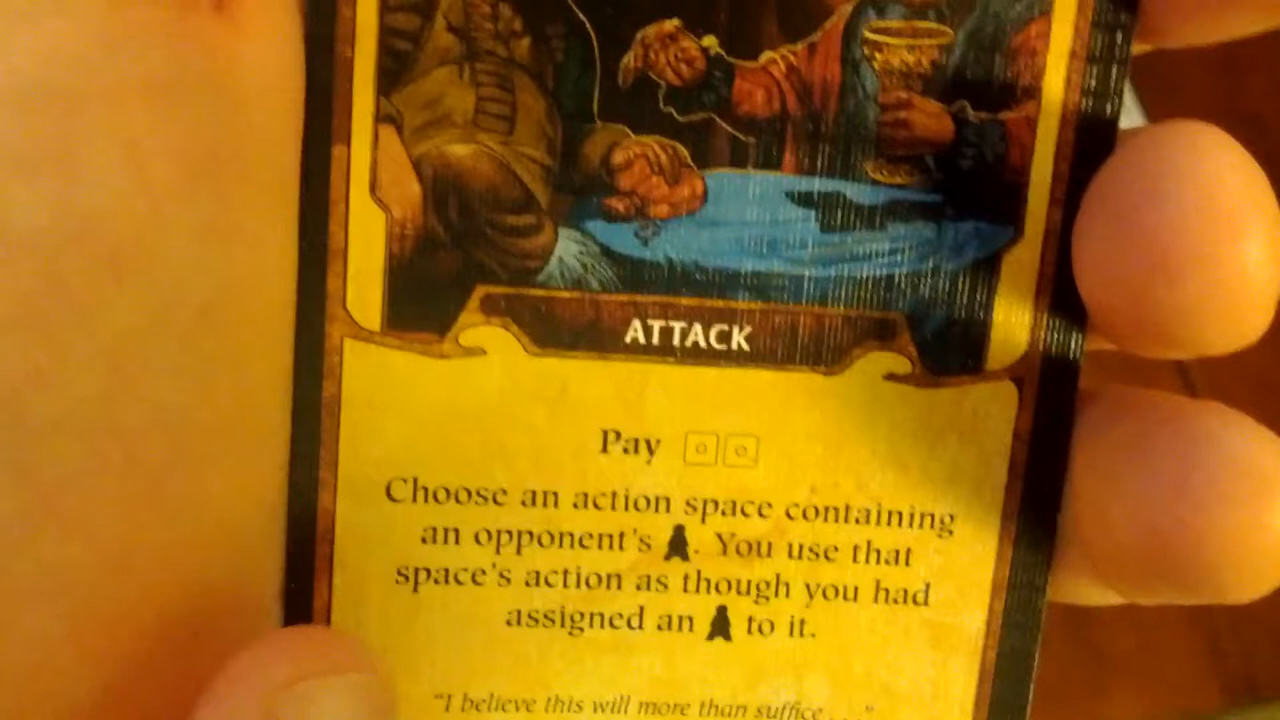 ATTACK
Pay
Choose an action space containing
an opponent's . You use that
space's action as though you had
assigned an to it.
"I believe this will more than suffice . . ."